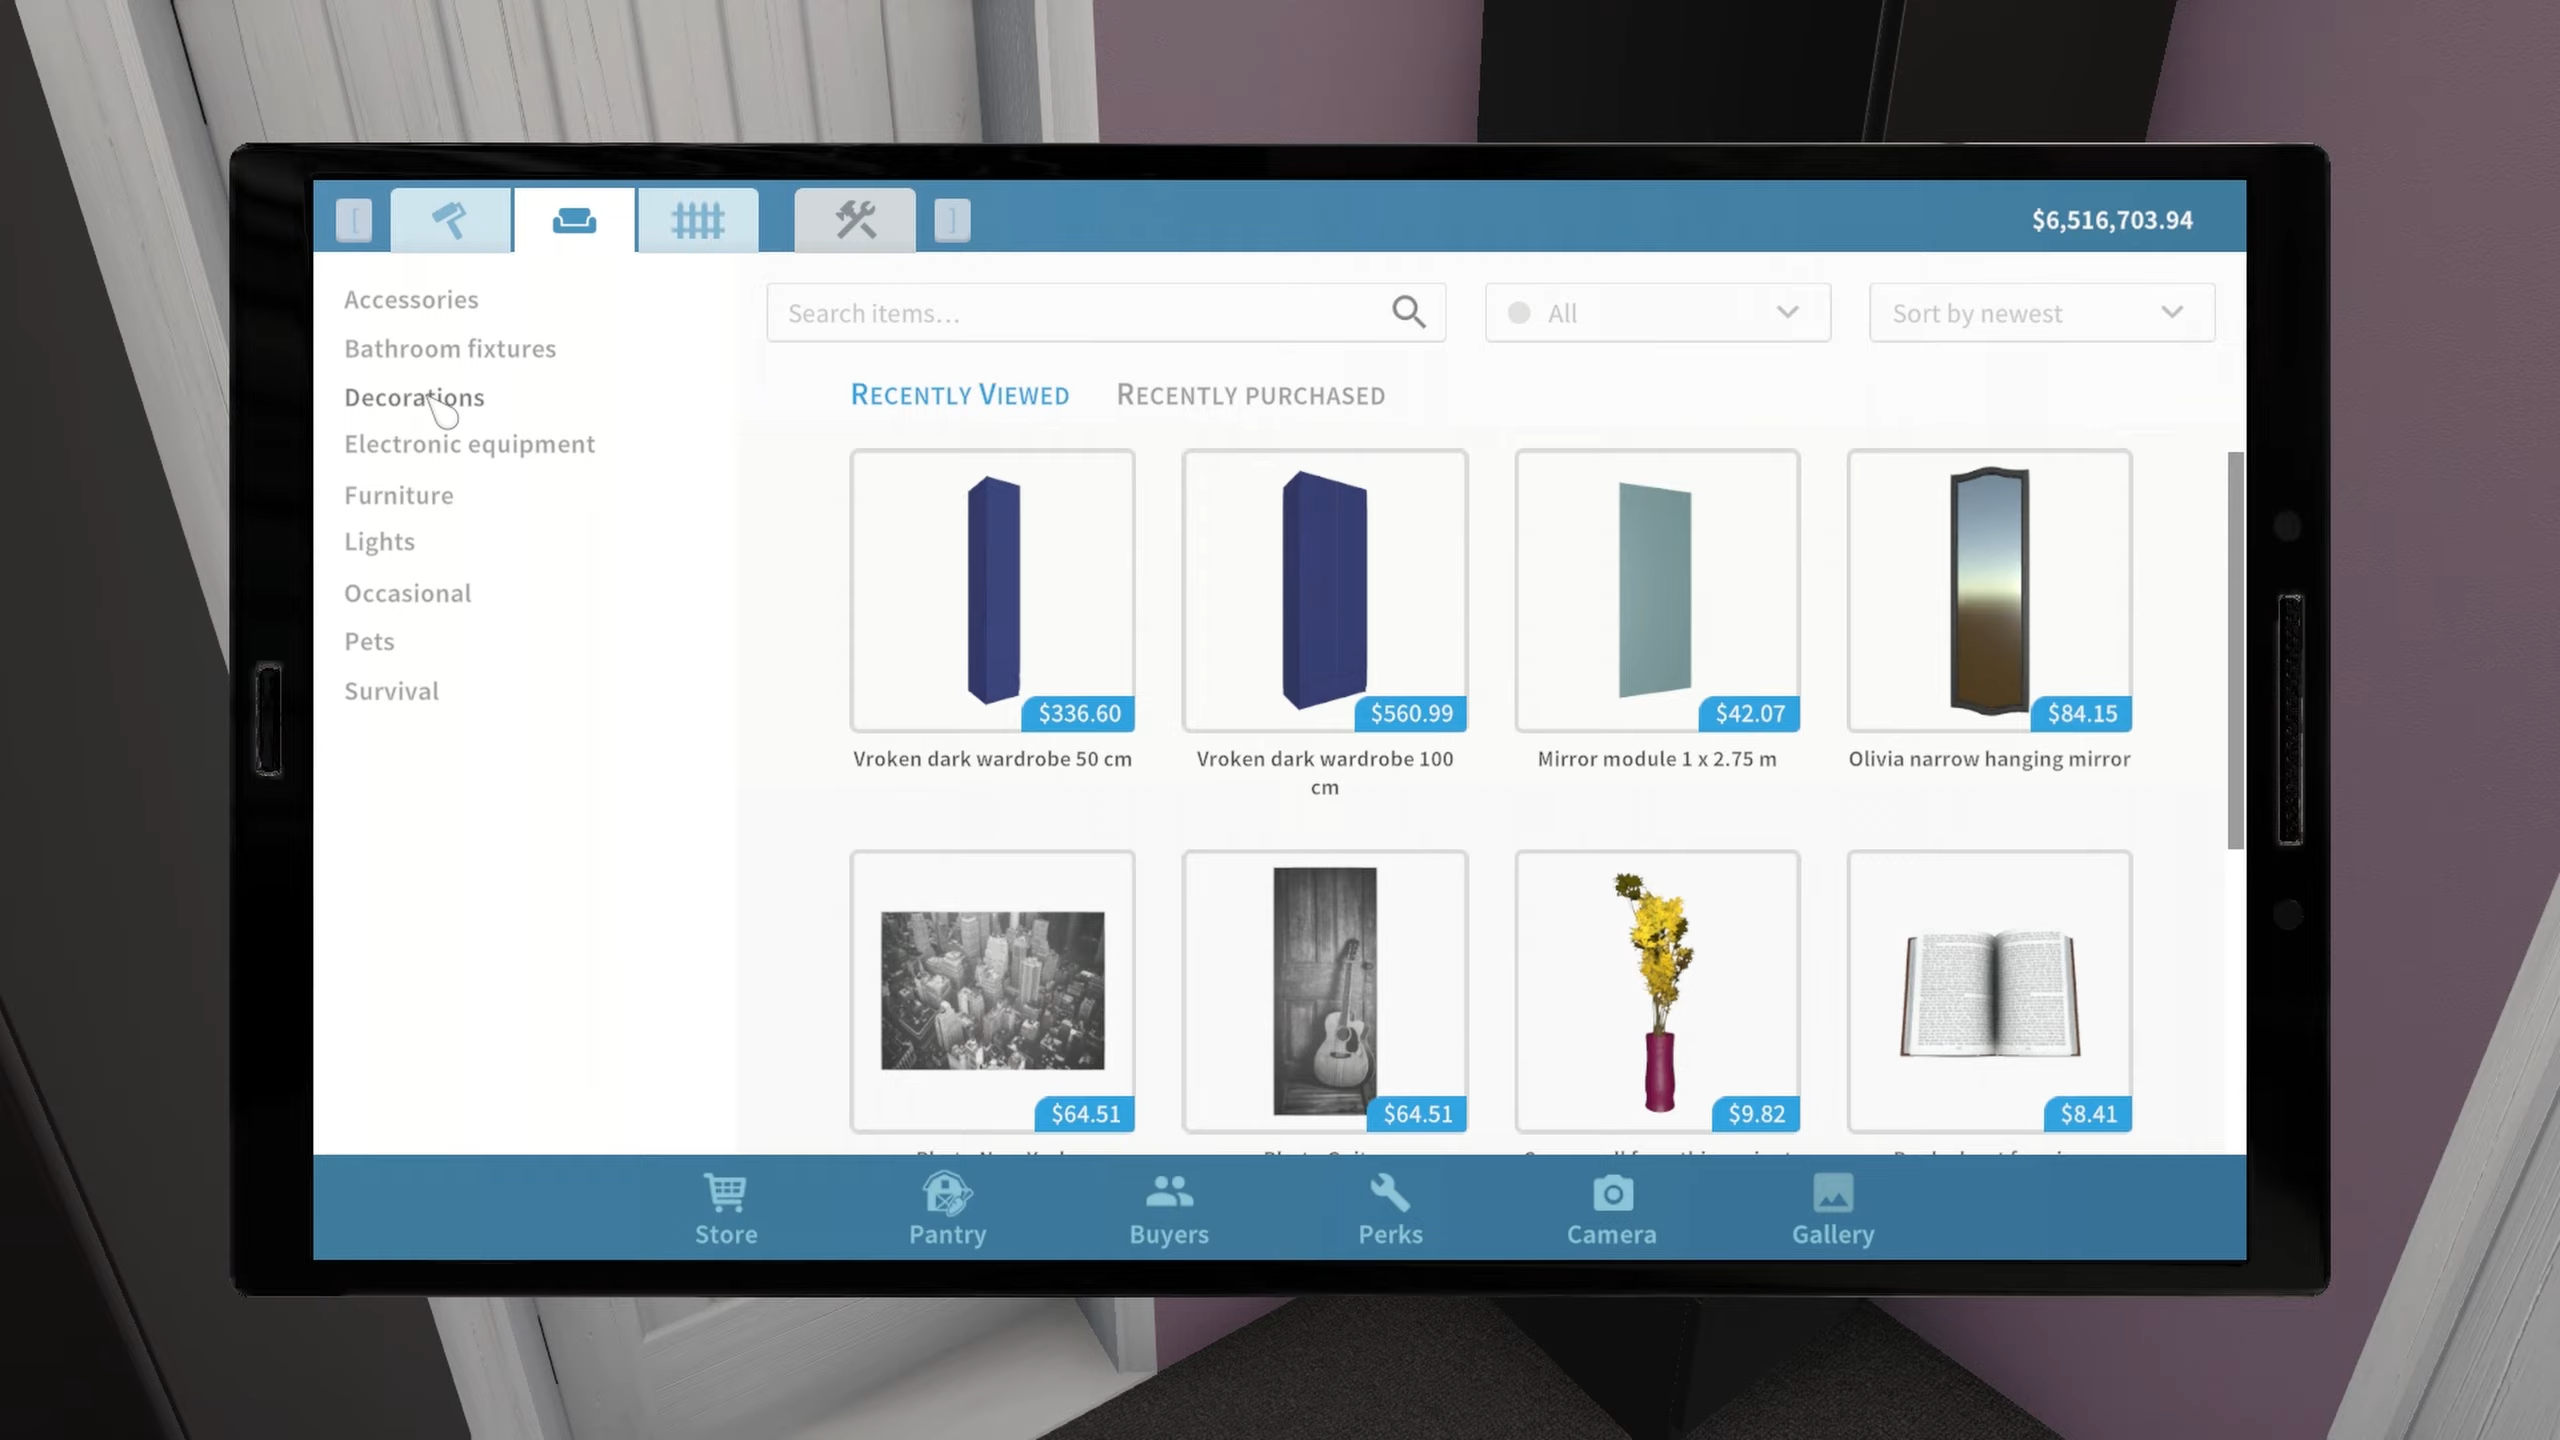 [
]
$6,516,703.94
Accessories
Bathroom fixtures
Decorations
Electronic equipment
Furniture
Lights
Occasional
Pets
Survival
Search items...
All
Sort by newest
RECENTLY VIEWED
RECENTLY PURCHASED
$336.60
$560.99
$42.07
$84.15
Vroken dark wardrobe 50 cm
Vroken dark wardrobe 100
cm
Mirror module 1 x 2.75 m
Olivia narrow hanging mirror
$64.51
$64.51
$9.82
$8.41
Store
Pantry
Buyers
Perks
Camera
Gallery